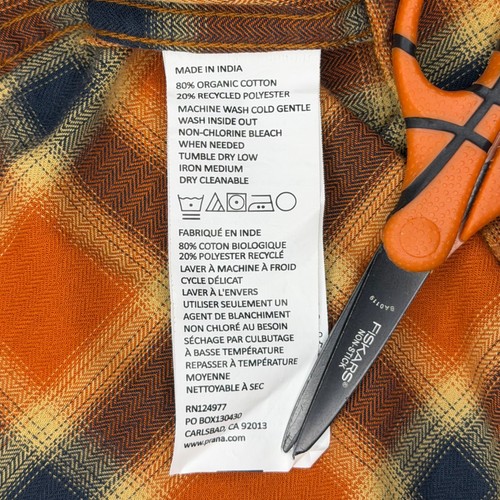 MADE IN INDIA
80% ORGANIC COTTON
20% RECYCLED POLYESTER
MACHINE WASH COLD GENTLE
WASH INSIDE OUT
NON-CHLORINE BLEACH
WHEN NEEDED
TUMBLE DRY LOW
IRON MEDIUM
DRY CLEANABLE
FABRIQUÉ EN INDE
80% COTON BIOLOGIQUE
20% POLYESTER RECYCLÉ
LAVER À MACHINE À FROID
CYCLE DÉLICAT
LAVER À L'ENVERS
UTILISER SEULEMENT UN
AGENT DE BLANCHIMENT
NON CHLORÉ AU BESOIN
SÉCHAGE PAR CULBUTAGE
À BASSE TEMPÉRATURE
REPASSER À TEMPÉRATURE
MOYENNE
NETTOYABLE À SEC
RN124977
PO BOX130430
CARLSBAD, CA 92013
www.prana.com
FISKARS®
NON-STICK